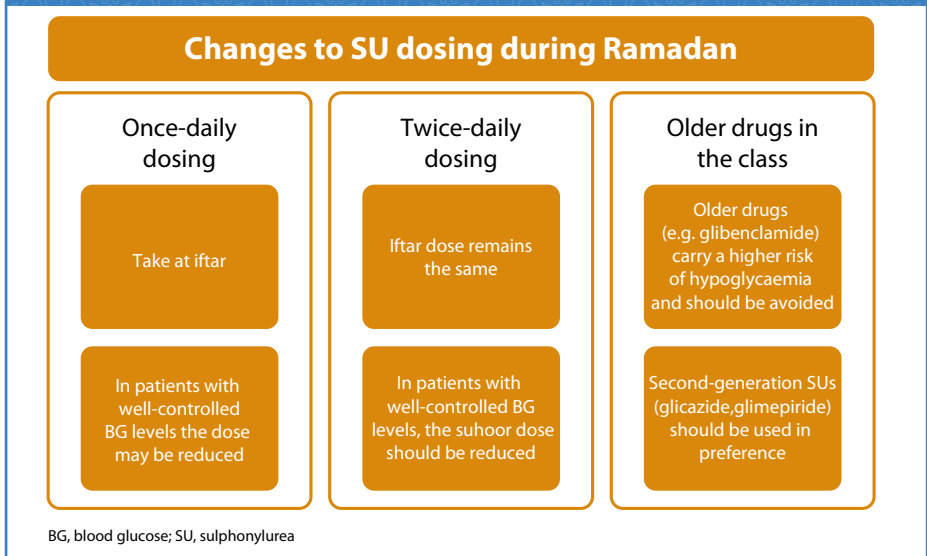 Changes to SU dosing during Ramadan
Once-daily
dosing
Take at iftar
In patients with
well-controlled
BG levels the dose
may be reduced
Twice-daily
dosing
Iftar dose remains
the same
In patients with
well-controlled BG
levels, the suhoor dose
should be reduced
Older drugs in
the class
Older drugs
(e.g. glibenclamide)
carry a higher risk
of hypoglycaemia
and should be avoided
Second-generation SUs
(glicazide,glimepiride)
should be used in
preference
BG, blood glucose; SU, sulphonylurea